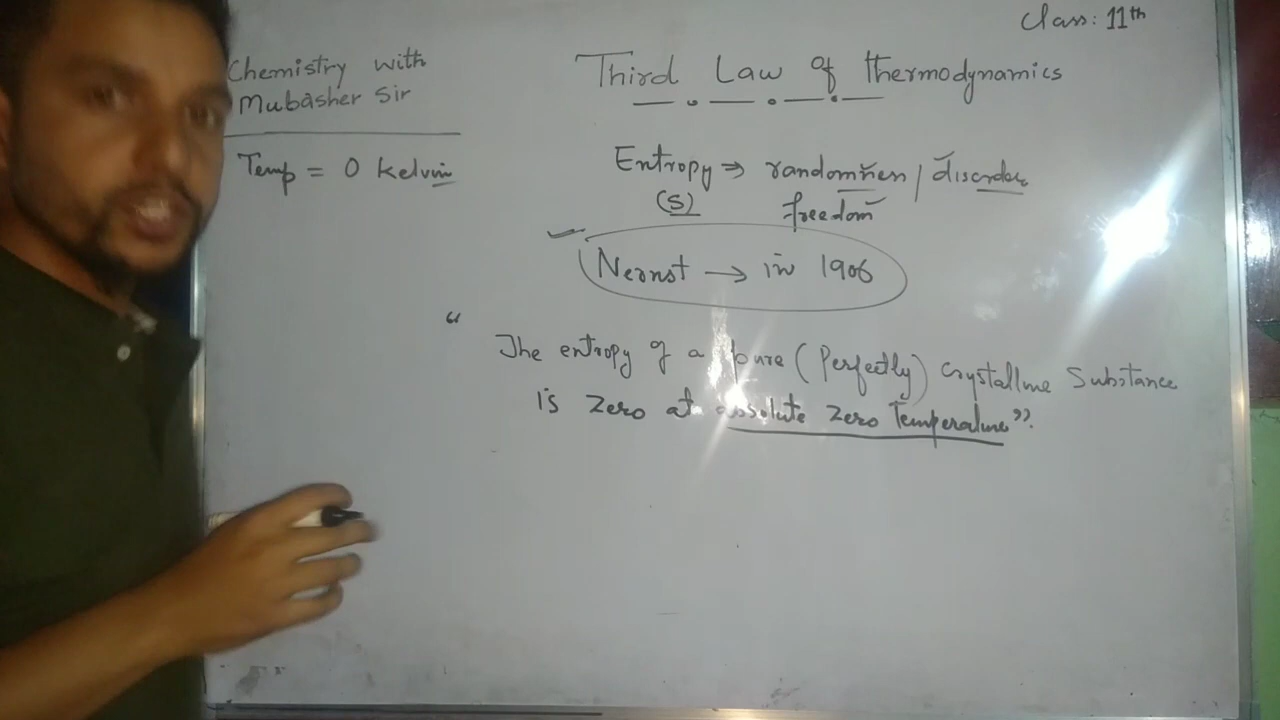 Class: 11th
Chemistry with
Mubasher Sir
Temp = 0 Kelvin
Third Law of thermodynamics
Entropy ⇒ randomness / disorder
(S) freedom
Nernst → in 1906
“ The entropy of a pure (Perfectly) Crystalline Substance
is Zero at absolute Zero Temperature”.